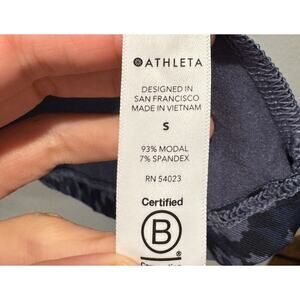 ATHLETA
DESIGNED IN
SAN FRANCISCO
MADE IN VIETNAM
S
93% MODAL
7% SPANDEX
RN 54023
Certified
B